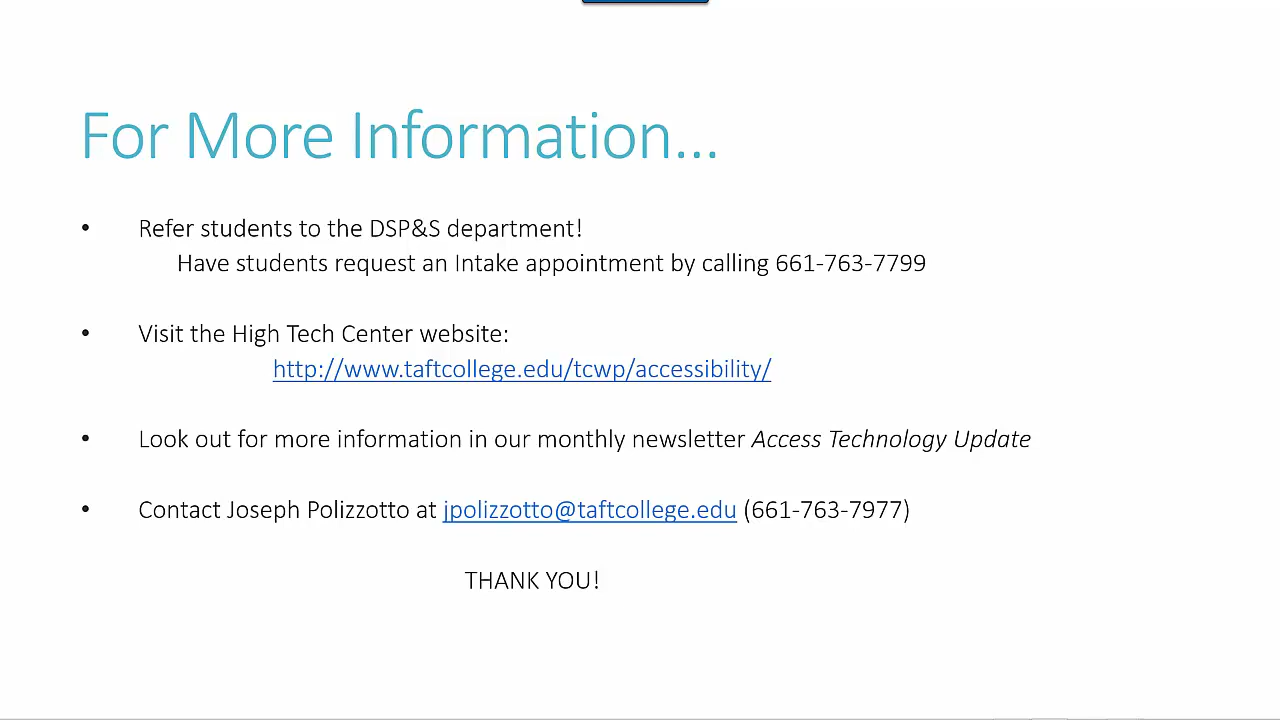 For More Information...
• Refer students to the DSP&S department!
Have students request an Intake appointment by calling 661-763-7799
• Visit the High Tech Center website:
http://www.taftcollege.edu/tcwp/accessibility/
• Look out for more information in our monthly newsletter Access Technology Update
• Contact Joseph Polizzotto at jpolizzotto@taftcollege.edu (661-763-7977)
THANK YOU!